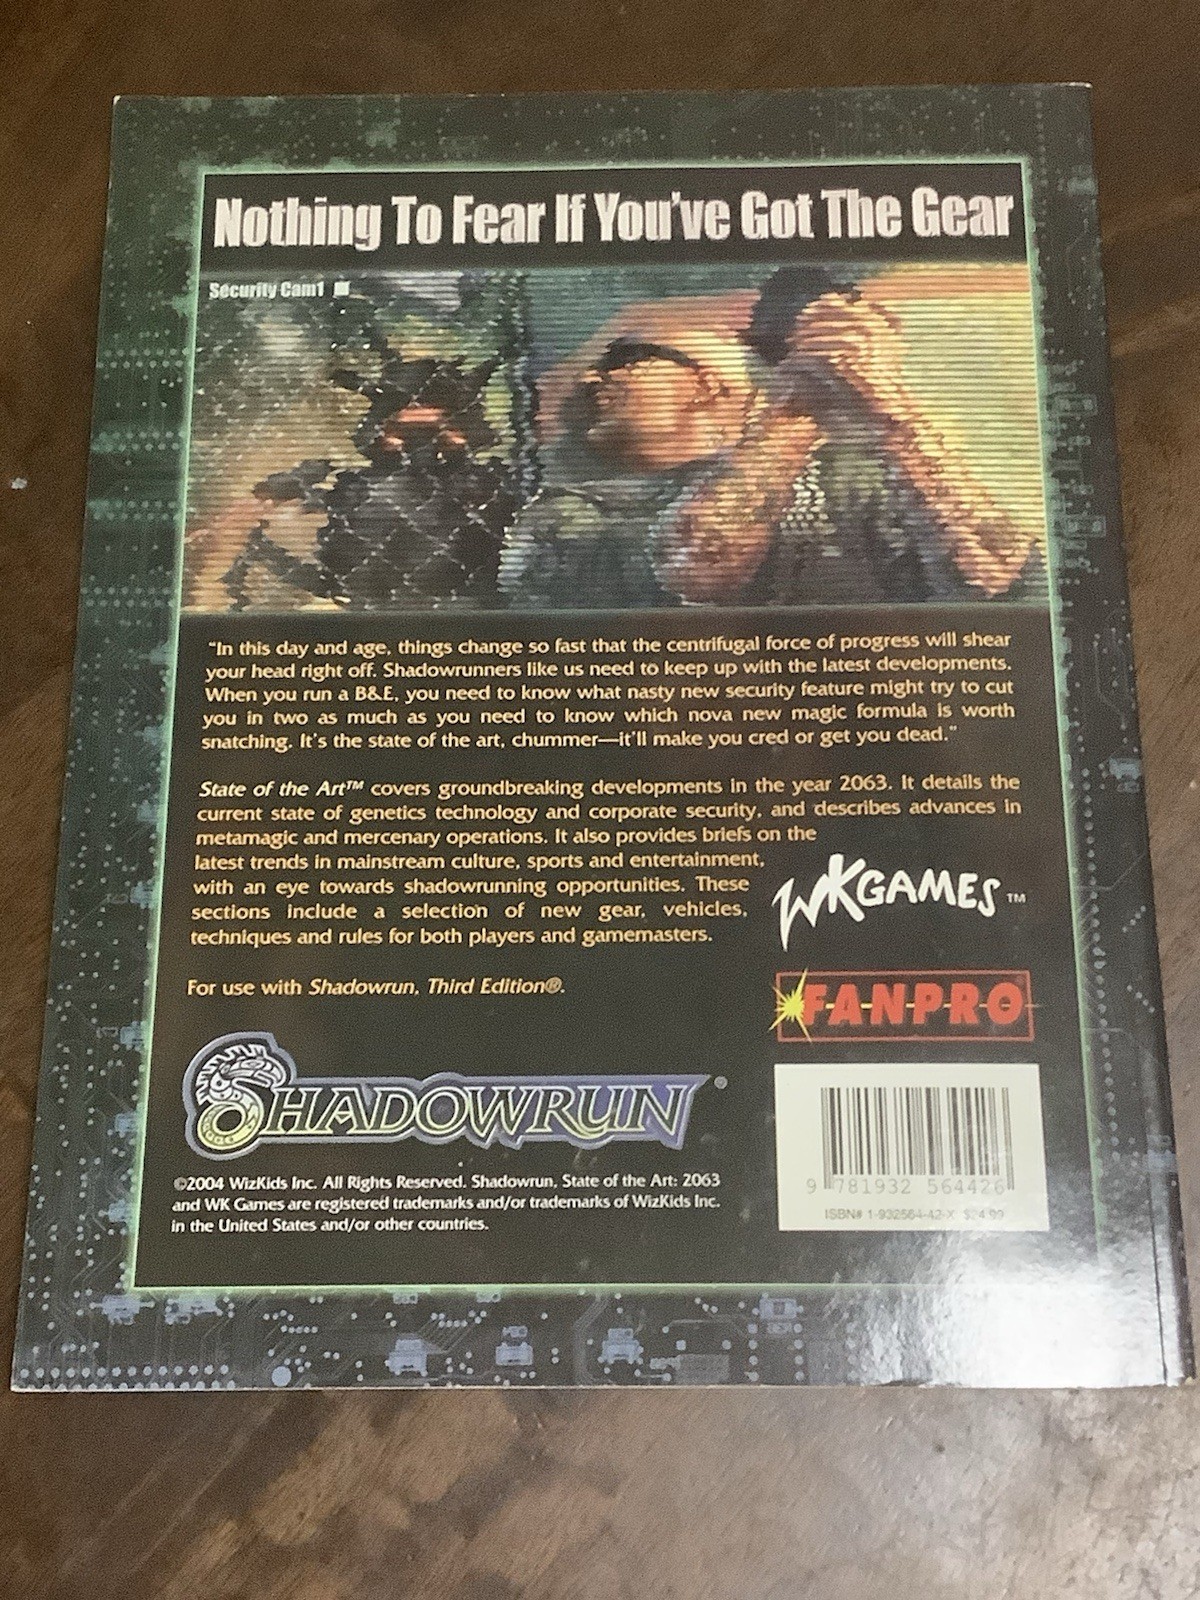 Nothing To Fear If You've Got The Gear
Security Cam1
"In this day and age, things change so fast that the centrifugal force of progress will shear
your head right off. Shadowrunners like us need to keep up with the latest developments.
When you run a B&E, you need to know what nasty new security feature might try to cut
you in two as much as you need to know which nova new magic formula is worth
snatching. It's the state of the art, chummer—it'll make you cred or get you dead."
State of the Art™ covers groundbreaking developments in the year 2063. It details the
current state of genetics technology and corporate security, and describes advances in
metamagic and mercenary operations. It also provides briefs on the
latest trends in mainstream culture, sports and entertainment,
with an eye towards shadowrunning opportunities. These
sections include a selection of new gear, vehicles,
techniques and rules for both players and gamemasters.
WKGAMES™
For use with Shadowrun, Third Edition®.
FANPRO
SHADOWRUN®
©2004 WizKids Inc. All Rights Reserved. Shadowrun, State of the Art: 2063
and WK Games are registered trademarks and/or trademarks of WizKids Inc.
in the United States and/or other countries.
9 781932 564426
ISBN# 1-932564-42-X $24.99